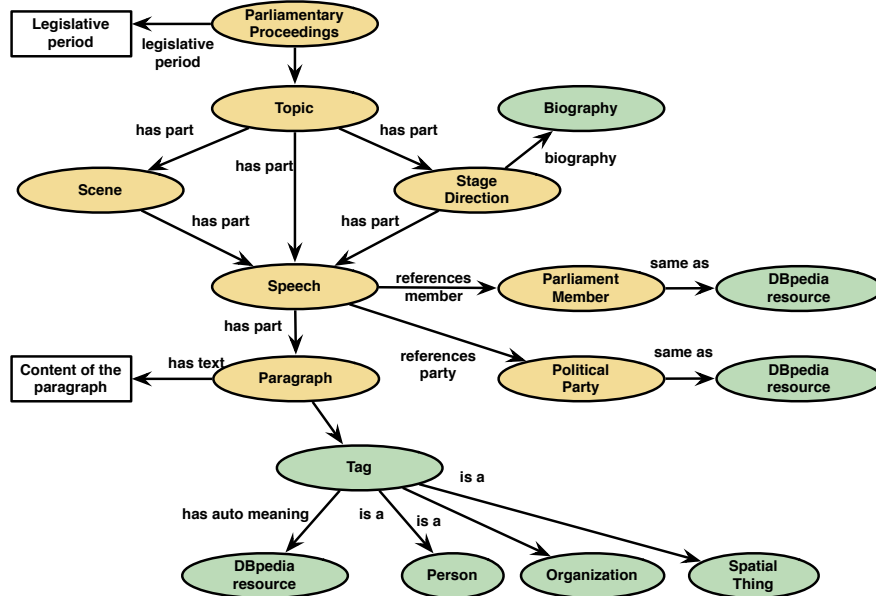 Legislative
period
Parliamentary
Proceedings
legislative
period
Topic
Biography
has part
has part
has part
biography
Scene
Stage
Direction
has part
has part
Speech
references
member
Parliament
Member
same as
DBpedia
resource
has part
references
party
same as
Content of the
paragraph
has text
Paragraph
Political
Party
DBpedia
resource
Tag
is a
has auto meaning
is a
is a
DBpedia
resource
Person
Organization
Spatial
Thing